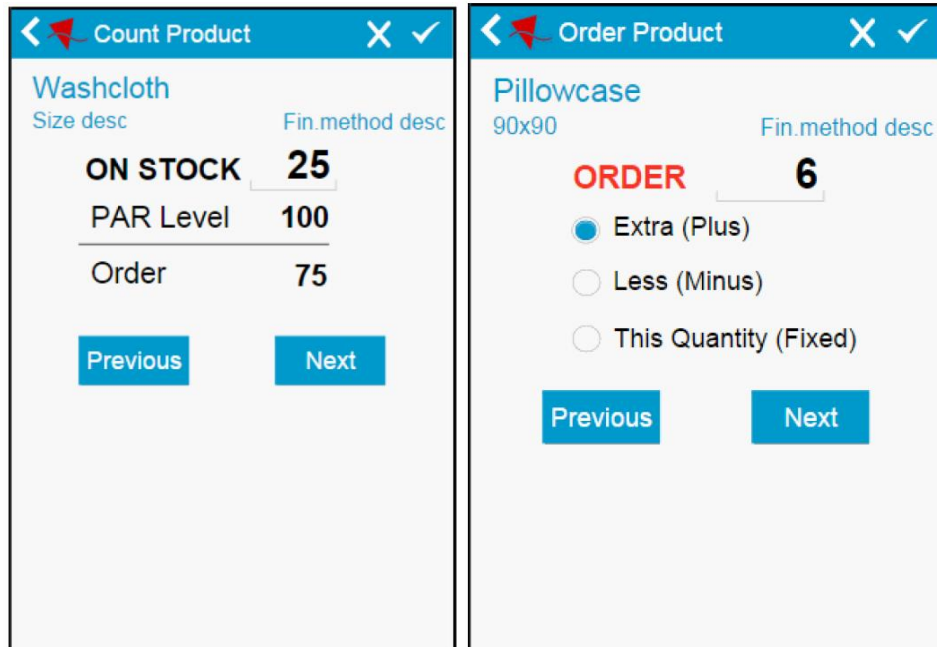 Count Product
Washcloth
Size desc Fin.method desc
ON STOCK 25
PAR Level 100
Order 75
Previous Next
Order Product
Pillowcase
90x90 Fin.method desc
ORDER 6
Extra (Plus)
Less (Minus)
This Quantity (Fixed)
Previous Next